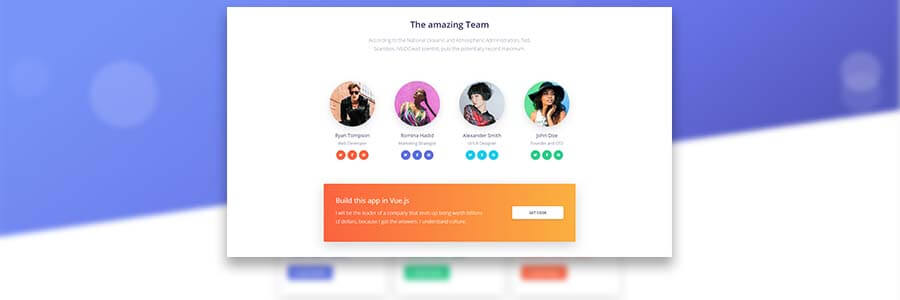 The amazing Team
According to the National Oceanic and Atmospheric Administration, Ted,
Scambos, NSIDClead scentist, puts the potentially record maximum.
Ryan Tompson
Romina Hadid
Alexander Smith
John Doe
Web Developer
Marketing Strategist
UI/UX Designer
Founder and CEO
Build this app in Vue.js
I will be the leader of a company that ends up being worth billions
of dollars, because I got the answers. I understand culture.
GET CODE